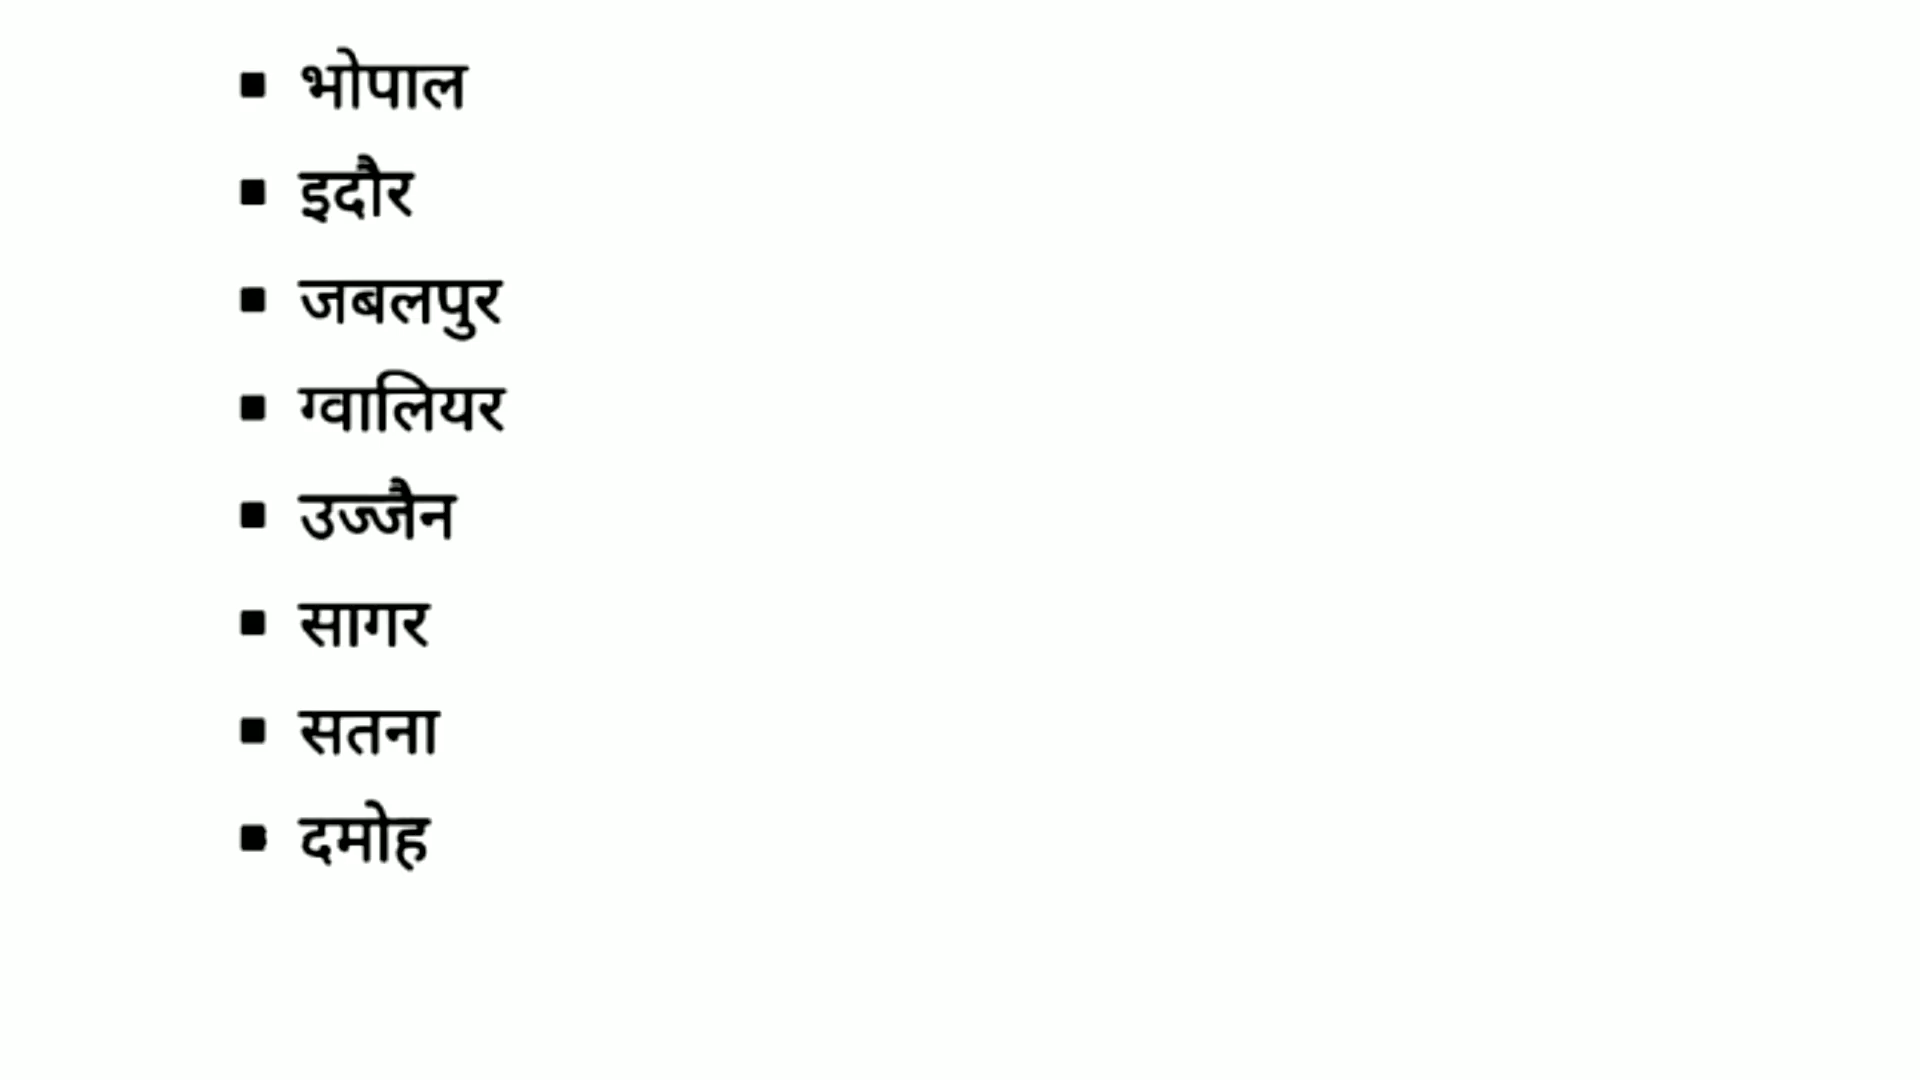 ▪ भोपाल
▪ इदौर
▪ जबलपुर
▪ ग्वालियर
▪ उज्जैन
▪ सागर
▪ सतना
▪ दमोह